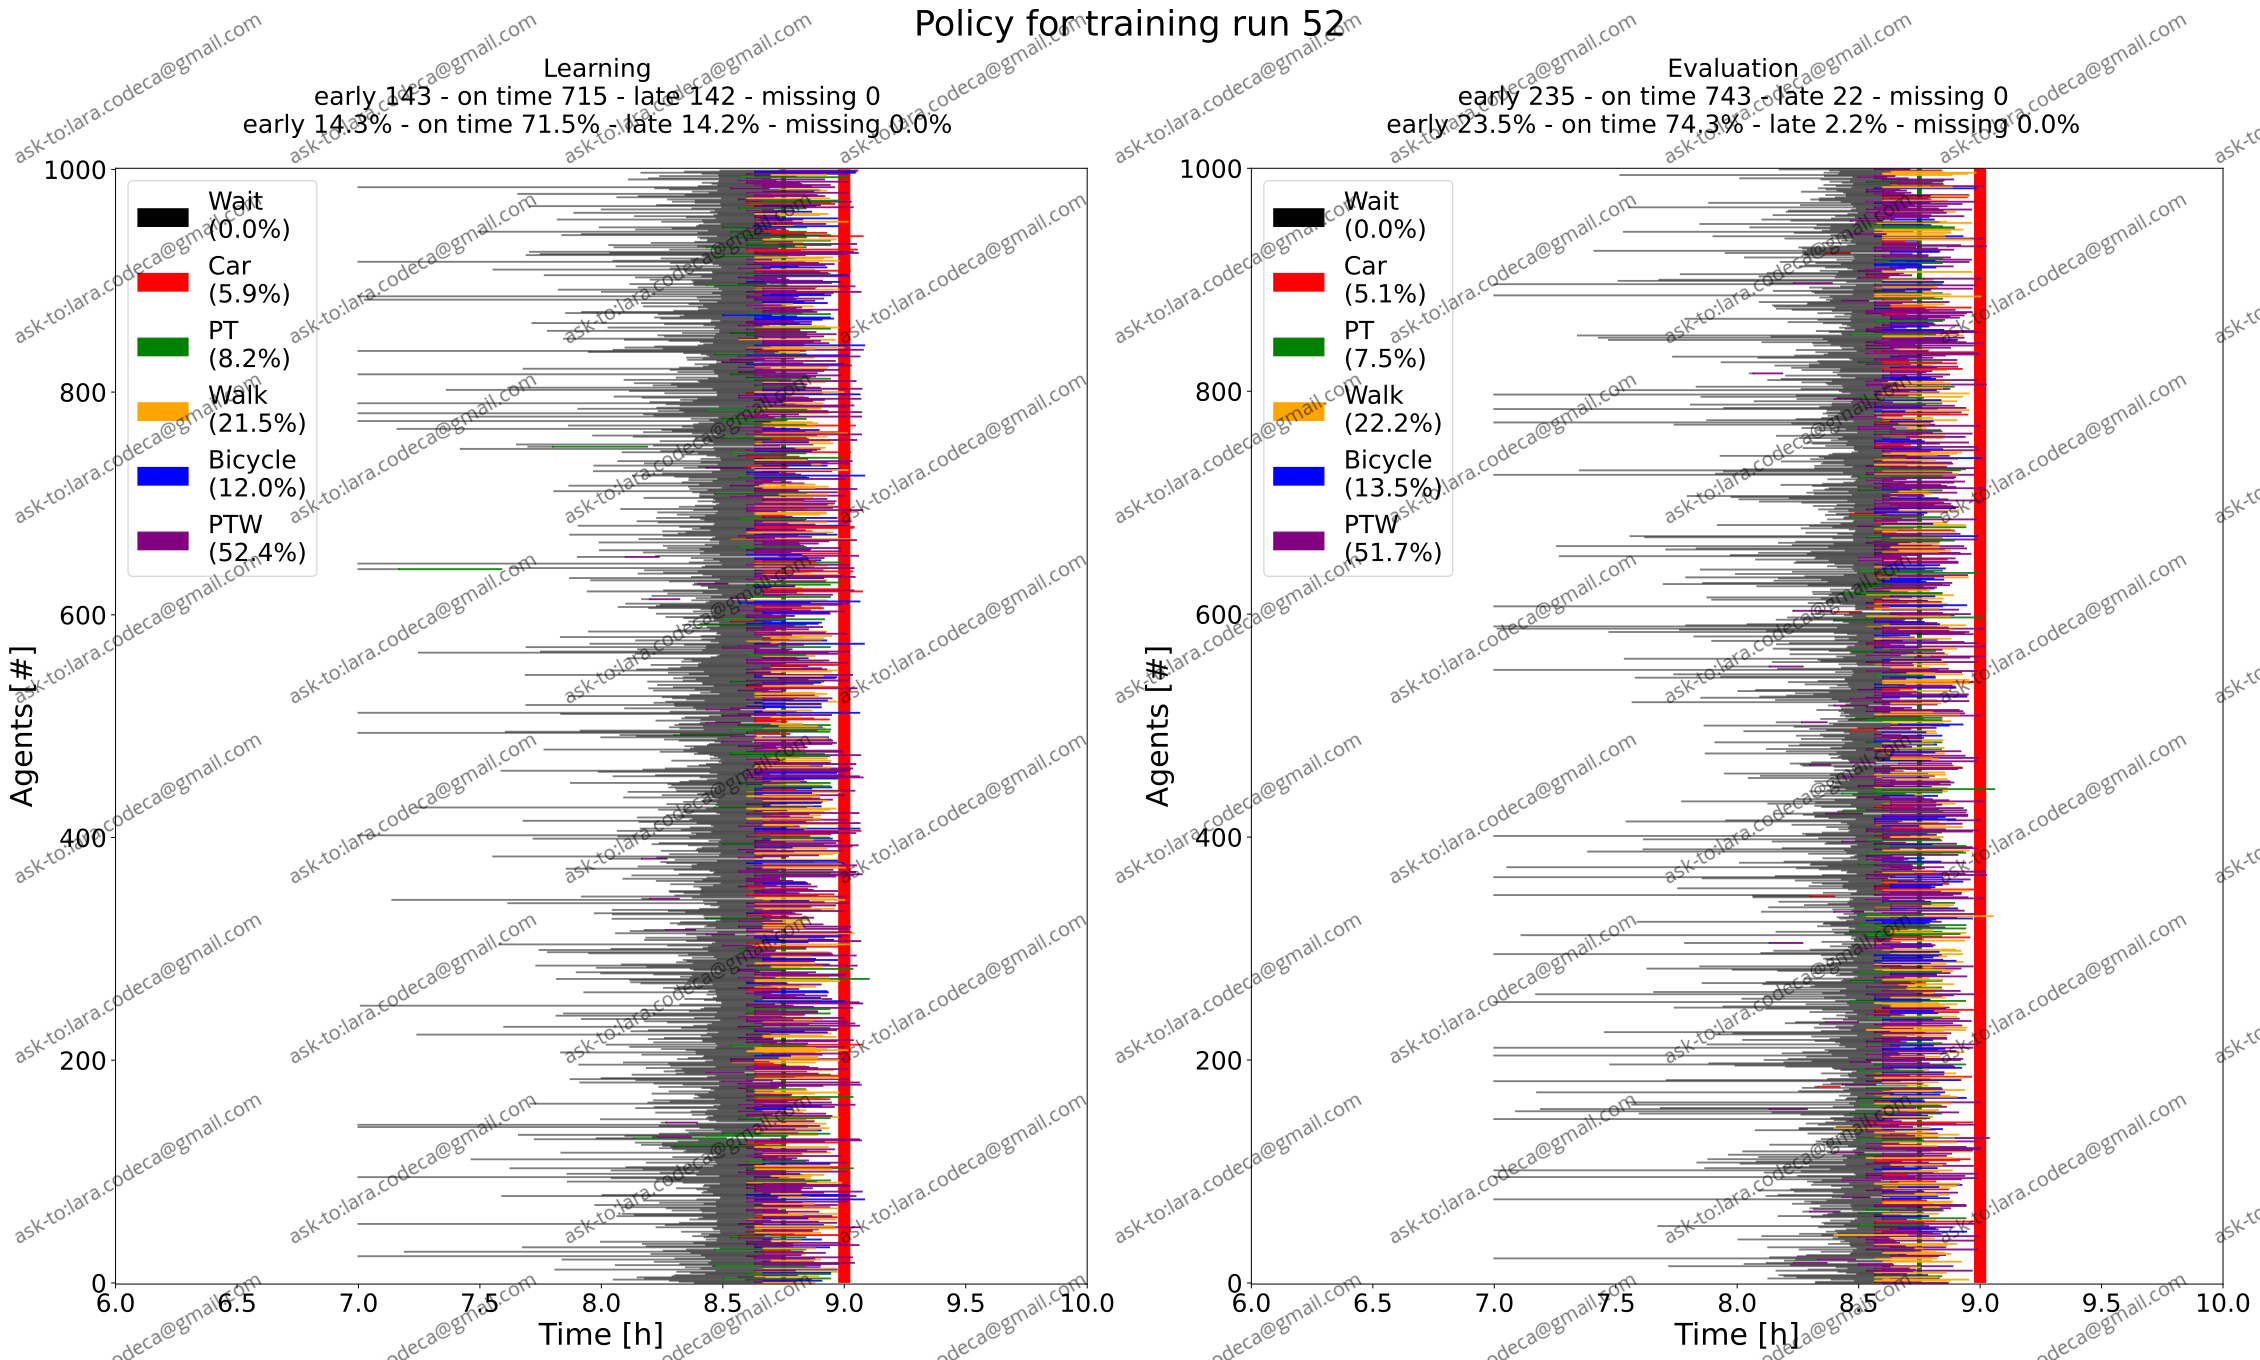 Policy for training run 52
Learning
early 143 - on time 715 - late 142 - missing 0
early 14.3% - on time 71.5% - late 14.2% - missing 0.0%
Evaluation
early 235 - on time 743 - late 22 - missing 0
early 23.5% - on time 74.3% - late 2.2% - missing 0.0%
Wait
(0.0%)
Car
(5.9%)
PT
(8.2%)
Walk
(21.5%)
Bicycle
(12.0%)
PTW
(52.4%)
1000
800
600
400
200
0
Agents [#]
6.0 6.5 7.0 7.5 8.0 8.5 9.0 9.5 10.0
Time [h]
Wait
(0.0%)
Car
(5.1%)
PT
(7.5%)
Walk
(22.2%)
Bicycle
(13.5%)
PTW
(51.7%)
1000
800
600
400
200
0
Agents [#]
6.0 6.5 7.0 7.5 8.0 8.5 9.0 9.5 10.0
Time [h]
ask-to:lara.codeca@gmail.com